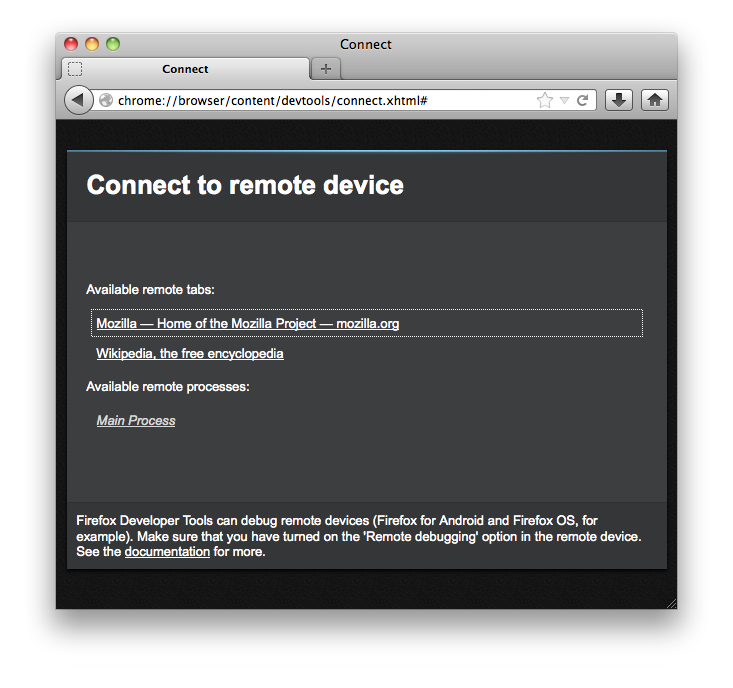 Connect
Connect
chrome://browser/content/devtools/connect.xhtml#
Connect to remote device
Available remote tabs:
Mozilla — Home of the Mozilla Project — mozilla.org
Wikipedia, the free encyclopedia
Available remote processes:
Main Process
Firefox Developer Tools can debug remote devices (Firefox for Android and Firefox OS, for
example). Make sure that you have turned on the 'Remote debugging' option in the remote device.
See the documentation for more.